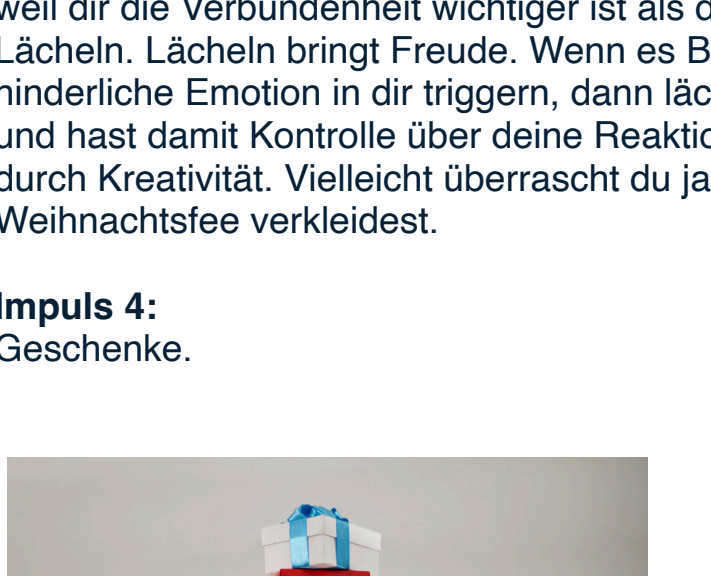 weil dir die Verbundenheit wichtiger ist als d
Lächeln. Lächeln bringt Freude. Wenn es B
hinderliche Emotion in dir triggern, dann läc
und hast damit Kontrolle über deine Reaktio
durch Kreativität. Vielleicht überrascht du ja
Weihnachtsfee verkleidest.
Impuls 4:
Geschenke.